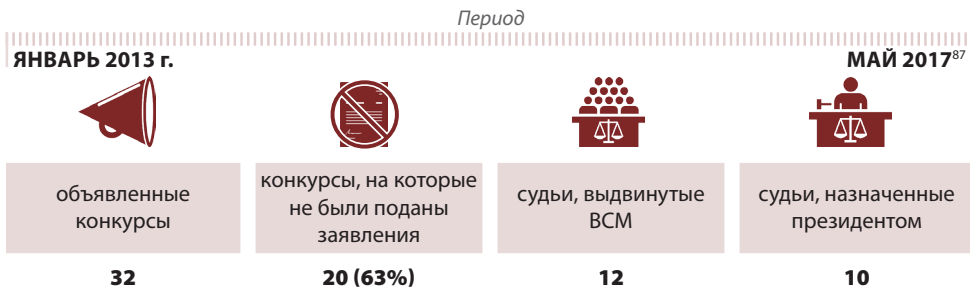 Период
ЯНВАРЬ 2013 г. МАЙ 2017⁸⁷
объявленные
конкурсы
конкурсы, на которые
не были поданы
заявления
судьи, выдвинутые
ВСМ
судьи, назначенные
президентом
32 20 (63%) 12 10